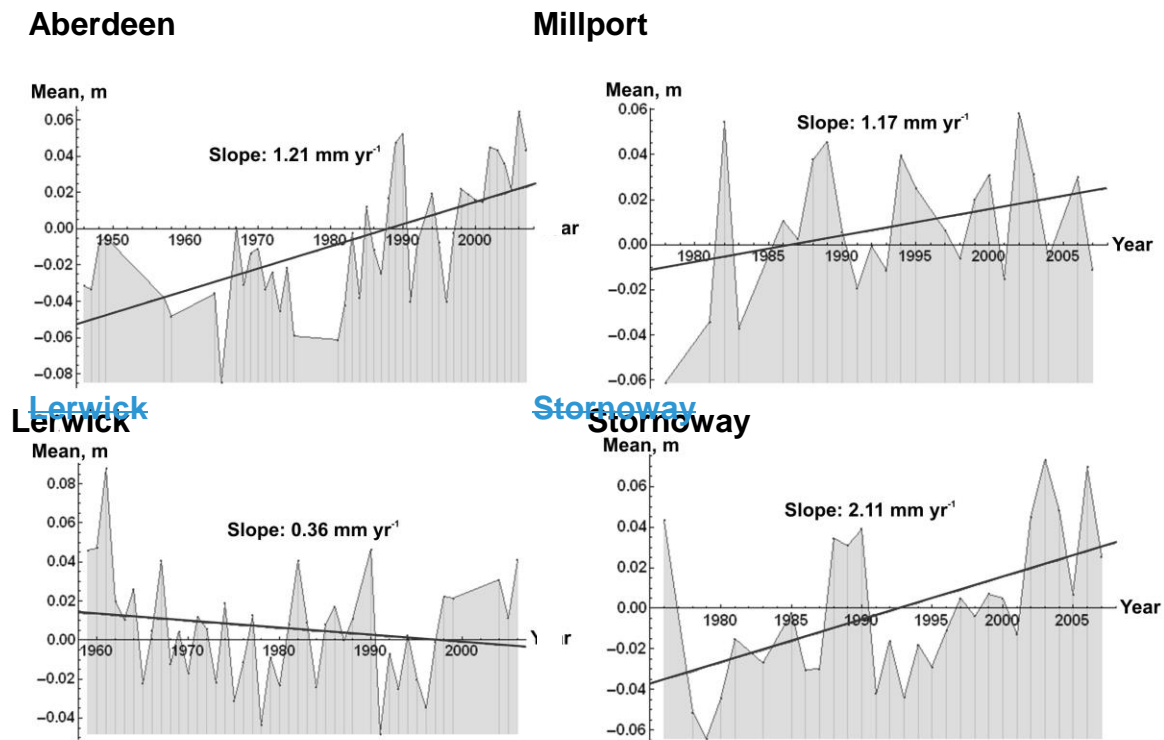 Aberdeen
Mean, m
0.06
0.04
Slope: 1.21 mm yr⁻¹
0.02
0.00
1950 1960 1970 1980 1990 2000
ar
−0.02
−0.04
−0.06
−0.08
Millport
Mean, m
0.06
Slope: 1.17 mm yr⁻¹
0.04
0.02
0.00
1980 1985 1990 1995 2000 2005 Year
−0.02
−0.04
−0.06
Lerwick
Lerwick
Mean, m
0.08
0.06
Slope: 0.36 mm yr⁻¹
0.04
0.02
0.00
1960 1970 1980 1990 2000
−0.02
−0.04
Stornoway
Stornoway
Mean, m
0.06
Slope: 2.11 mm yr⁻¹
0.04
0.02
0.00
1980 1985 1990 1995 2000 2005 Year
−0.02
−0.04
−0.06